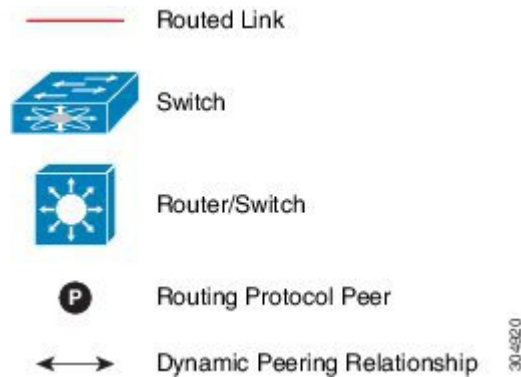 Routed Link
Switch
Router/Switch
P
Routing Protocol Peer
Dynamic Peering Relationship
304920